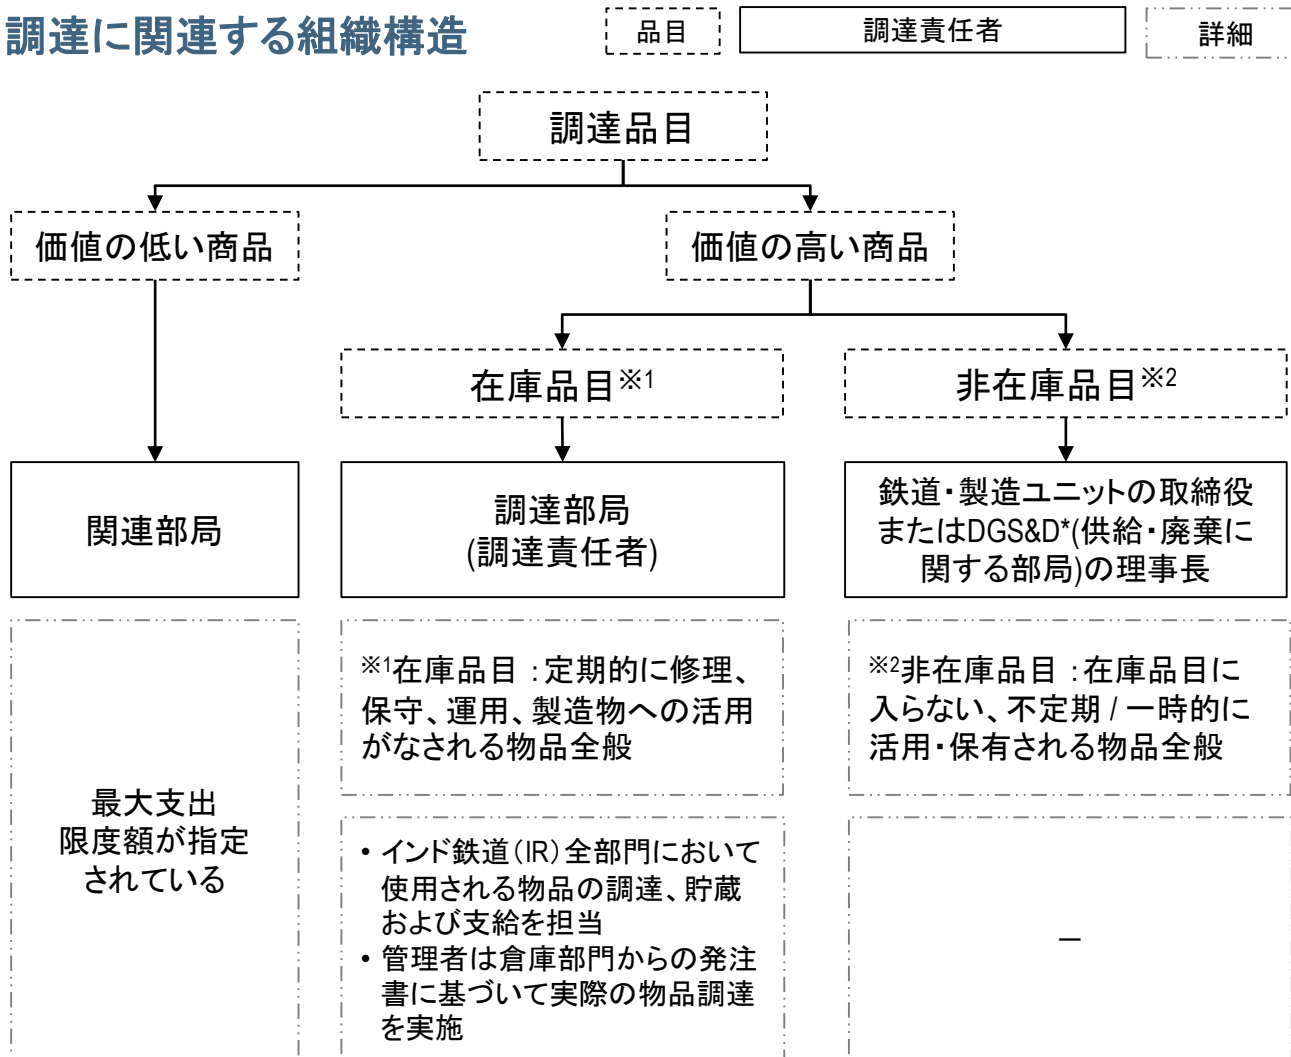 調達に関連する組織構造
品目
調達責任者
詳細
調達品目
価値の低い商品
価値の高い商品
在庫品目※1
非在庫品目※2
関連部局
調達部局
(調達責任者)
鉄道・製造ユニットの取締役
またはDGS&D*(供給・廃棄に
関する部局)の理事長
最大支出
限度額が指定
されている
※1在庫品目：定期的に修理、
保守、運用、製造物への活用
がなされる物品全般
※2非在庫品目：在庫品目に
入らない、不定期 / 一時的に
活用・保有される物品全般
• インド鉄道（IR）全部門において
使用される物品の調達、貯蔵
および支給を担当
• 管理者は倉庫部門からの発注
書に基づいて実際の物品調達
を実施
－